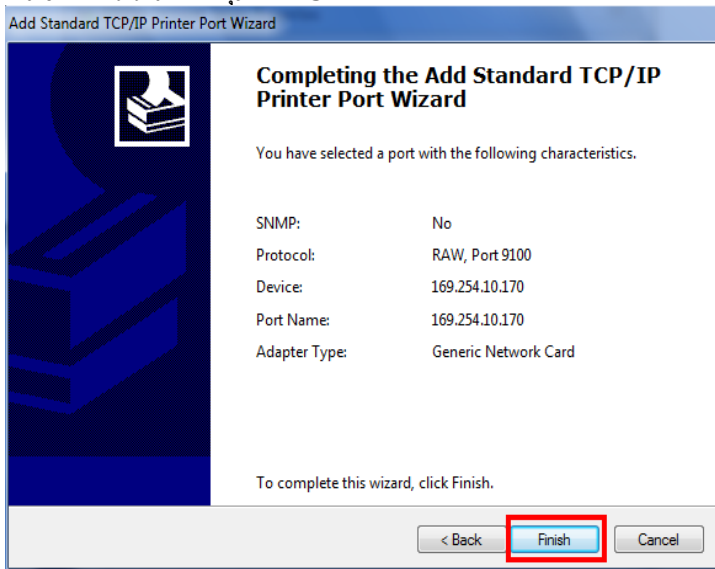 Add Standard TCP/IP Printer Port Wizard
Completing the Add Standard TCP/IP
Printer Port Wizard
You have selected a port with the following characteristics.
SNMP: No
Protocol: RAW, Port 9100
Device: 169.254.10.170
Port Name: 169.254.10.170
Adapter Type: Generic Network Card
To complete this wizard, click Finish.
< Back Finish Cancel